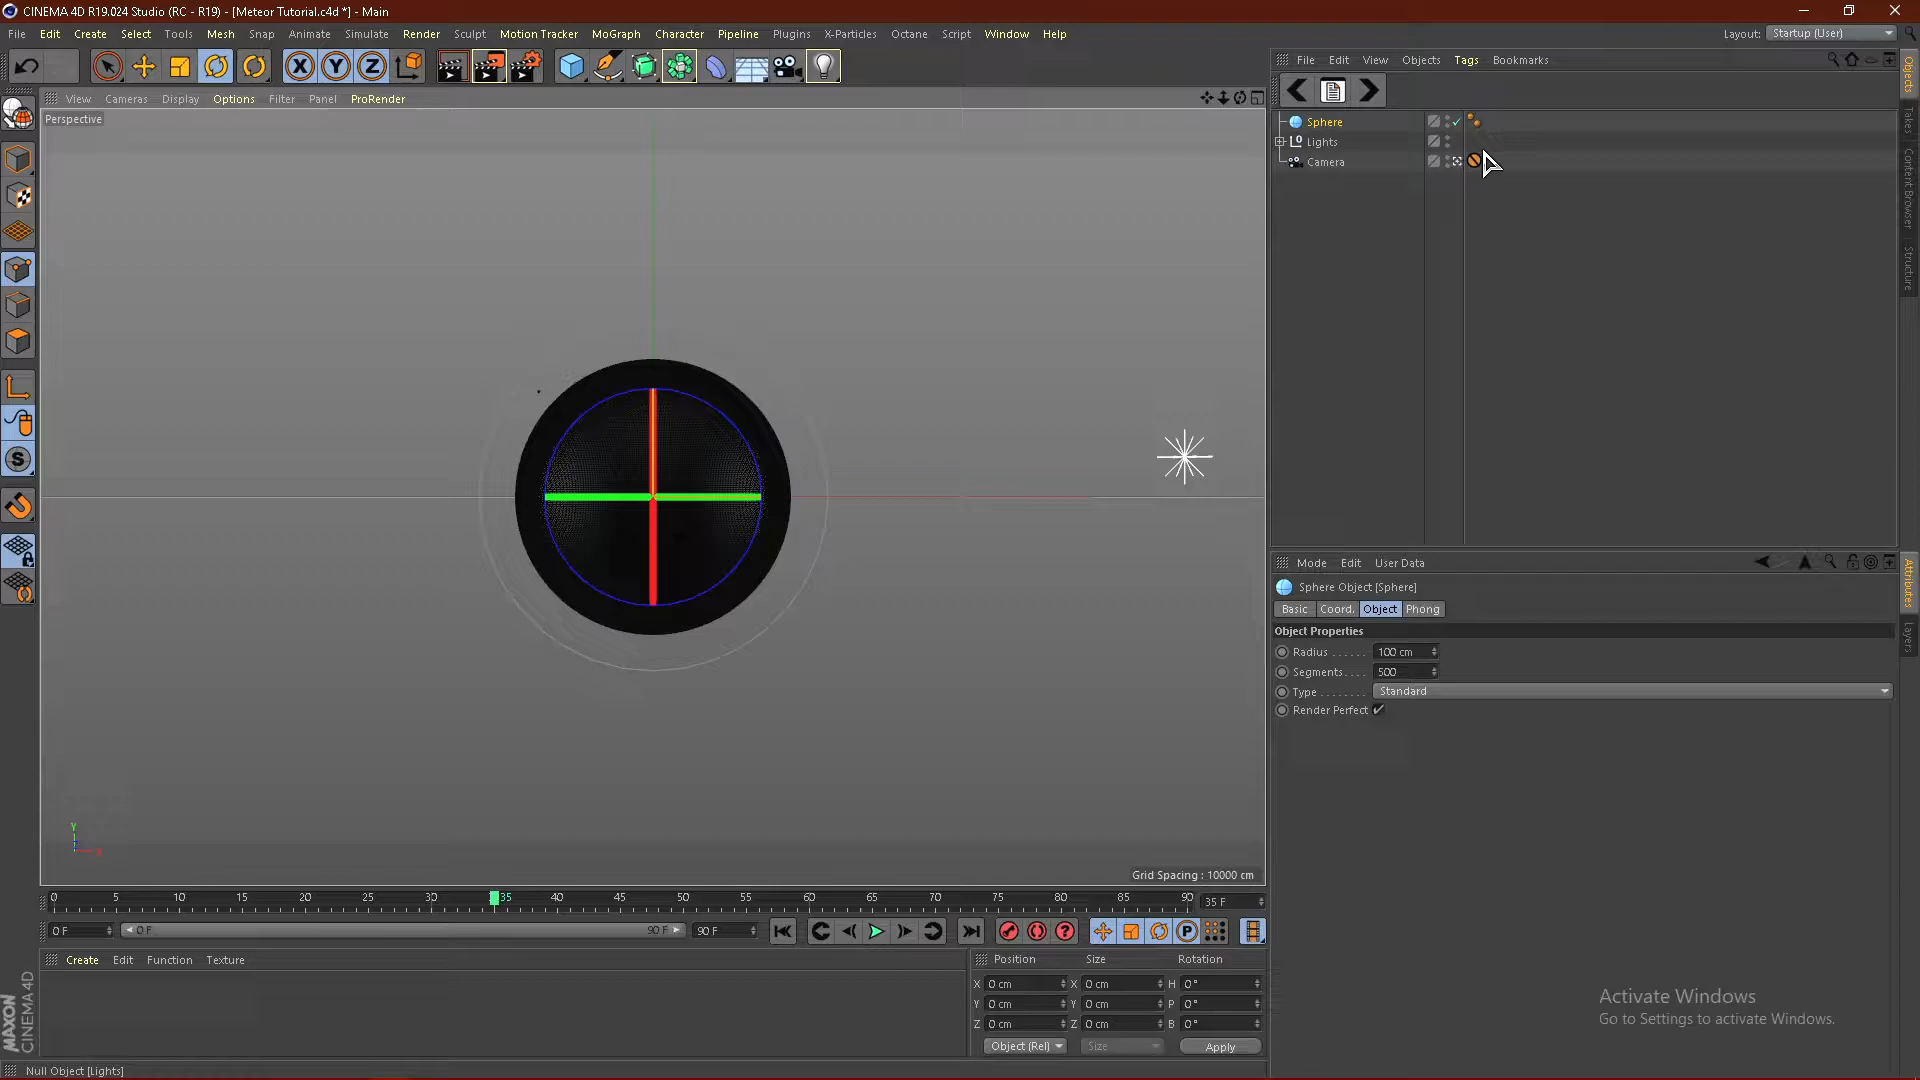 CINEMA 4D R19.024 Studio (RC - R19) - [Meteor Tutorial.c4d *] - Main
File Edit Create Select Tools Mesh Snap Animate Simulate Render Sculpt Motion Tracker MoGraph Character Pipeline Plugins X-Particles Octane Script Window Help
Layout: Startup (User)
File Edit View Objects Tags Bookmarks
View Cameras Display Options Filter Panel ProRender
Perspective
Sphere
Lights
Camera
Objects
Takes
Content Browser
Structure
Mode Edit User Data
Sphere Object [Sphere]
Basic Coord. Object Phong
Object Properties
Radius 100 cm
Segments 500
Type Standard
Render Perfect
Attributes
Layers
Y
X
Grid Spacing : 10000 cm
0 5 10 15 20 25 30 35 40 45 50 55 60 65 70 75 80 85 90
35 F
0 F 0 F 90 F 90 F
Create Edit Function Texture
Position Size Rotation
X 0 cm X 0 cm H 0 °
Y 0 cm Y 0 cm P 0 °
Z 0 cm Z 0 cm B 0 °
Object (Rel) Size Apply
MAXON
CINEMA 4D
Activate Windows
Go to Settings to activate Windows.
Null Object [Lights]